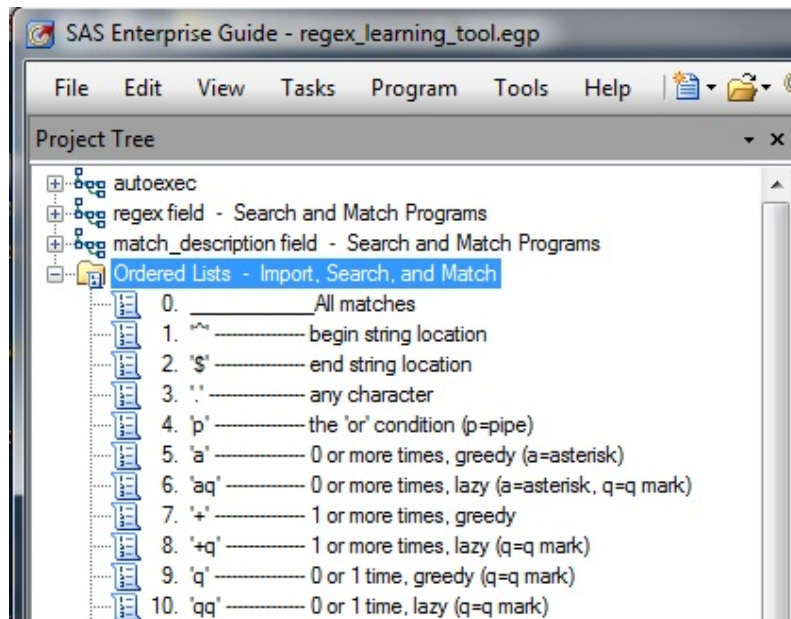 SAS Enterprise Guide - regex_learning_tool.egp
File Edit View Tasks Program Tools Help
Project Tree
autoexec
regex field - Search and Match Programs
match_description field - Search and Match Programs
Ordered Lists - Import, Search, and Match
0. _____________All matches
1. '^' --------------- begin string location
2. '$' --------------- end string location
3. '.' ---------------- any character
4. 'p' --------------- the 'or' condition (p=pipe)
5. 'a' --------------- 0 or more times, greedy (a=asterisk)
6. 'aq' ------------- 0 or more times, lazy (a=asterisk, q=q mark)
7. '+' --------------- 1 or more times, greedy
8. '+q' ------------- 1 or more times, lazy (q=q mark)
9. 'q' --------------- 0 or 1 time, greedy (q=q mark)
10. 'qq' ------------- 0 or 1 time, lazy (q=q mark)